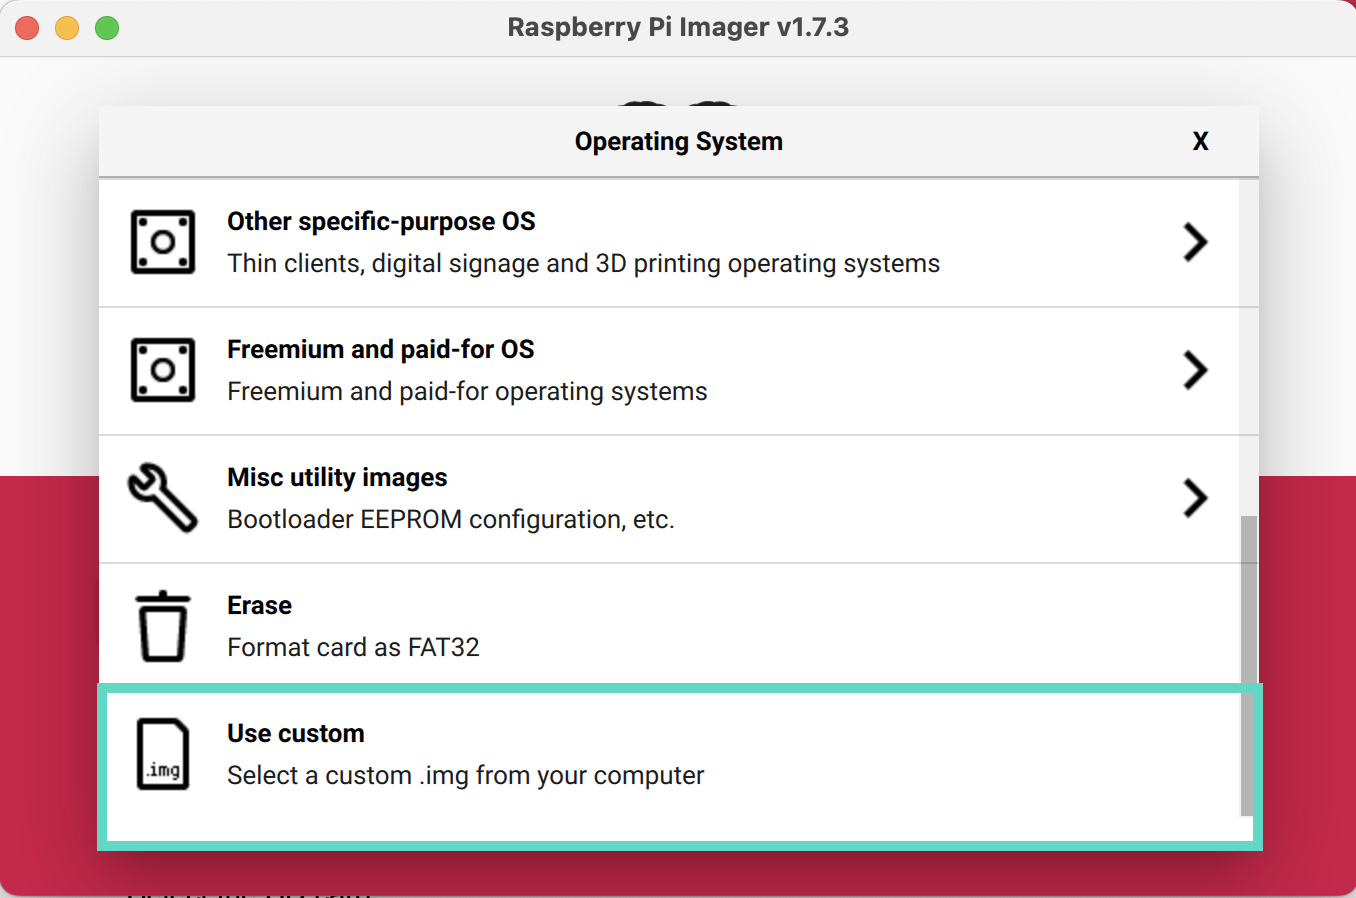 Raspberry Pi Imager v1.7.3
Operating System X
Other specific-purpose OS
Thin clients, digital signage and 3D printing operating systems
Freemium and paid-for OS
Freemium and paid-for operating systems
Misc utility images
Bootloader EEPROM configuration, etc.
Erase
Format card as FAT32
Use custom
.img
Select a custom .img from your computer